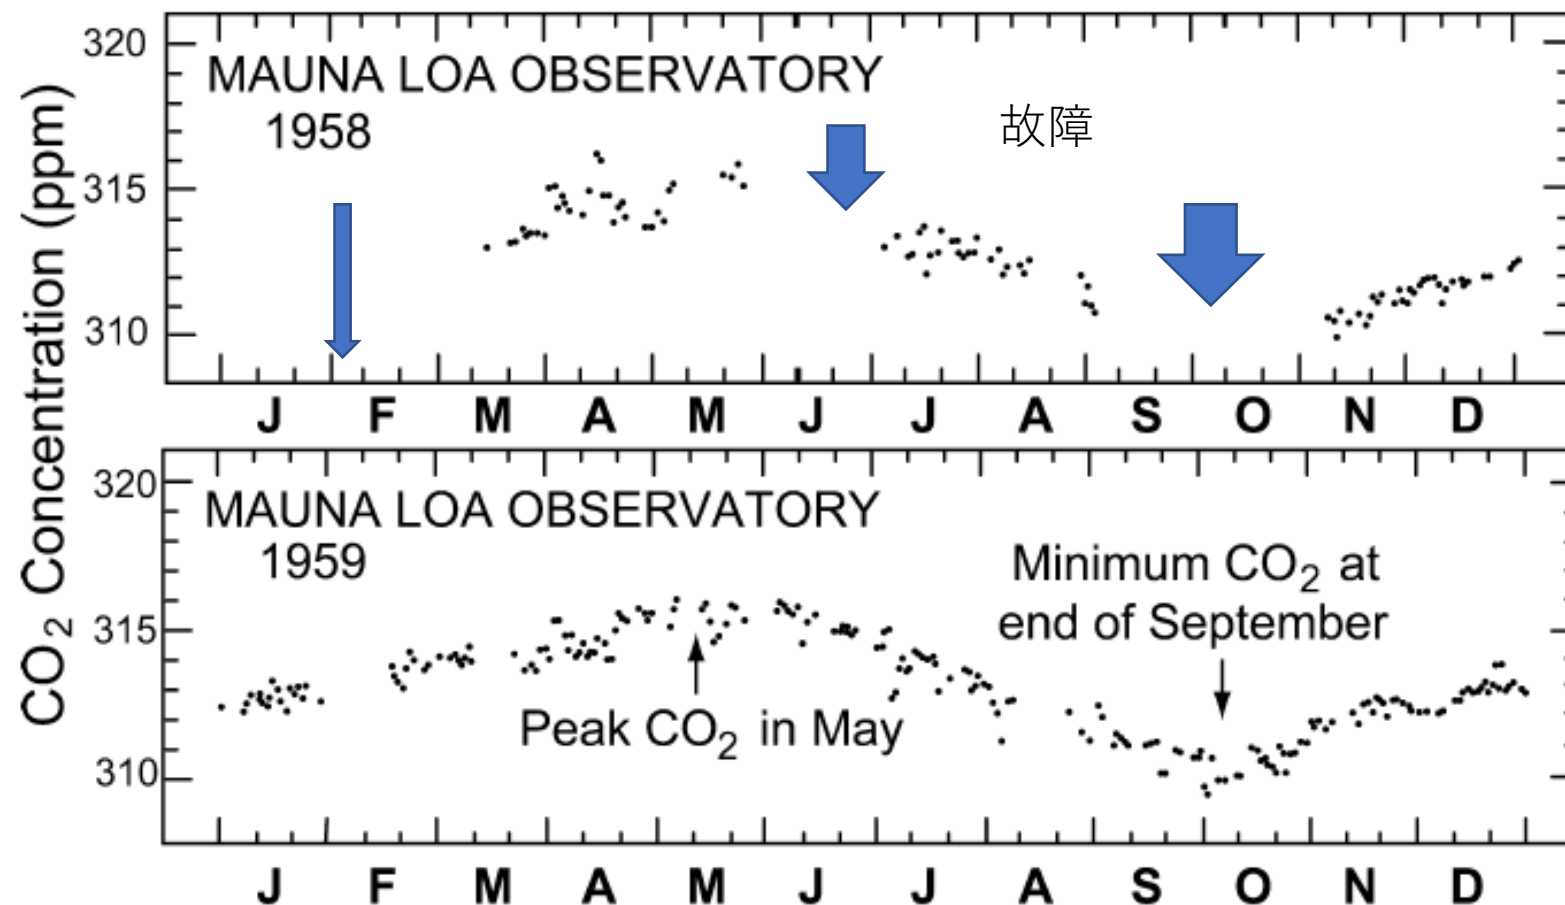 CO2 Concentration (ppm)
320
MAUNA LOA OBSERVATORY
1958
故障
315
310
J F M A M J J A S O N D
320
MAUNA LOA OBSERVATORY
1959
Minimum CO2 at
end of September
315
Peak CO2 in May
310
J F M A M J J A S O N D